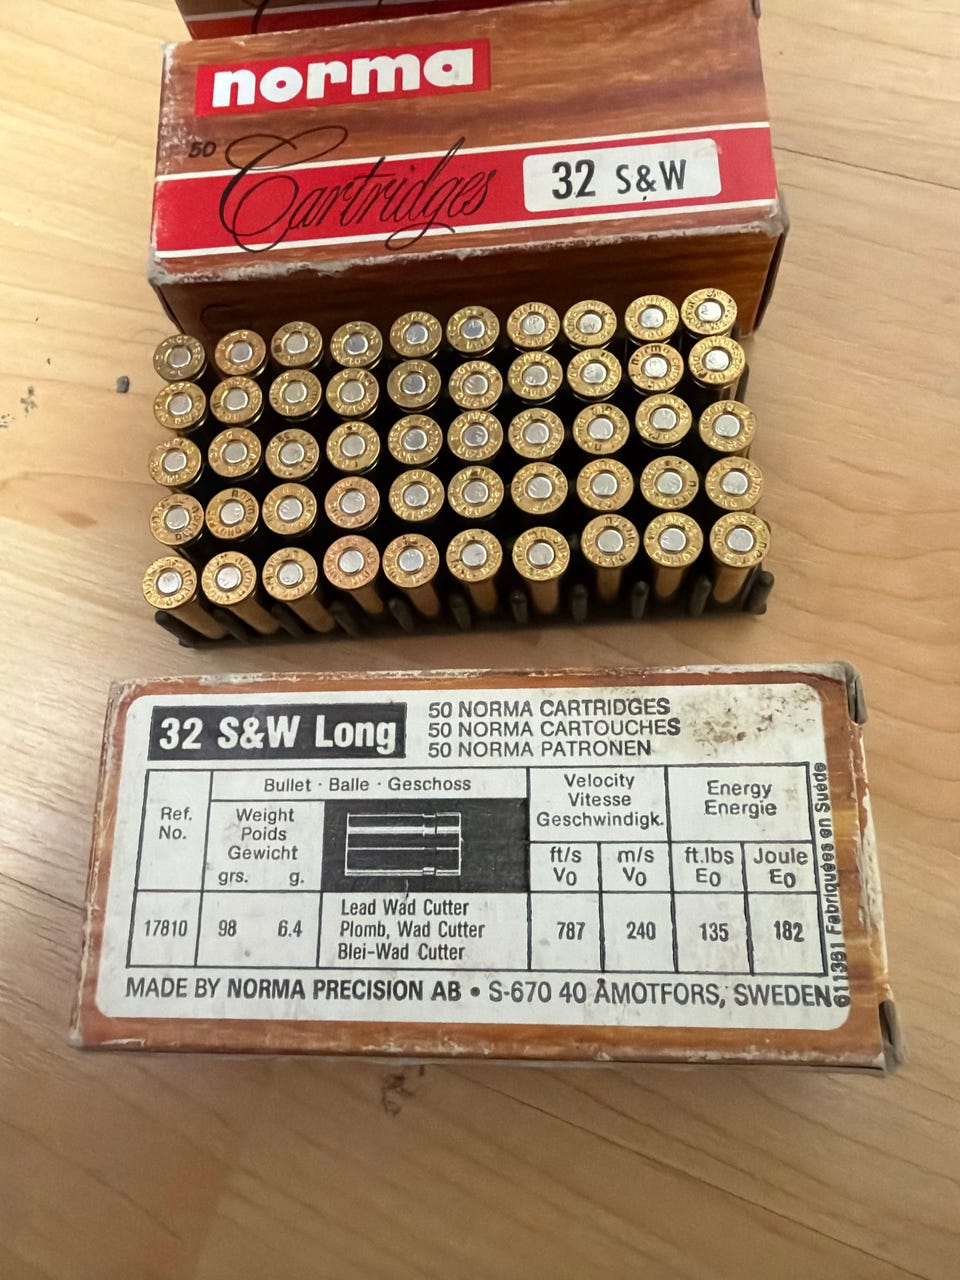 norma
50
Cartridges
32 S&W
32 S&W Long
50 NORMA CARTRIDGES
50 NORMA CARTOUCHES
50 NORMA PATRONEN
Ref.
No.
Bullet · Balle · Geschoss
Weight
Poids
Gewicht
grs. g.
Velocity
Vitesse
Geschwindigk.
Energy
Energie
ft/s
V0
m/s
V0
ft.lbs
E0
Joule
E0
17810
98
6.4
Lead Wad Cutter
Plomb, Wad Cutter
Blei-Wad Cutter
787
240
135
182
MADE BY NORMA PRECISION AB • S-670 40 ÅMOTFORS, SWEDEN
611381 Fabriquées en Suède